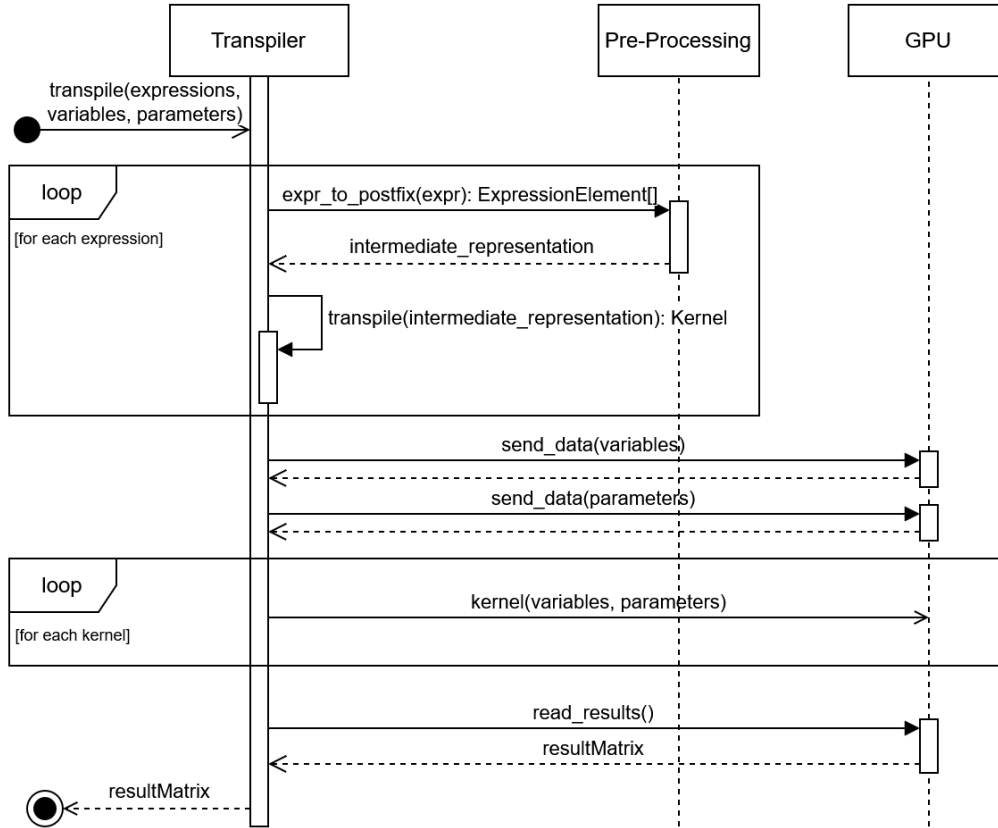 Transpiler
Pre-Processing
GPU
transpile(expressions,
variables, parameters)
loop
[for each expression]
expr_to_postfix(expr): ExpressionElement[]
intermediate_representation
transpile(intermediate_representation): Kernel
send_data(variables)
send_data(parameters)
loop
[for each kernel]
kernel(variables, parameters)
read_results()
resultMatrix
resultMatrix